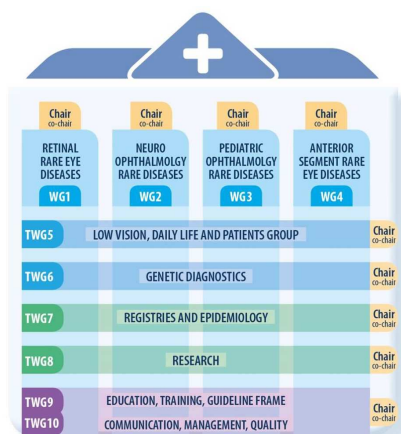 Chair
co-chair
Chair
co-chair
Chair
co-chair
Chair
co-chair
RETINAL
RARE EYE
DISEASES
WG1
NEURO
OPHTHALMOLGY
RARE DISEASES
WG2
PEDIATRIC
OPHTHALMOLGY
RARE DISEASES
WG3
ANTERIOR
SEGMENT RARE
EYE DISEASES
WG4
TWG5 LOW VISION, DAILY LIFE AND PATIENTS GROUP Chair
co-chair
TWG6 GENETIC DIAGNOSTICS Chair
co-chair
TWG7 REGISTRIES AND EPIDEMIOLOGY Chair
co-chair
TWG8 RESEARCH Chair
co-chair
TWG9 EDUCATION, TRAINING, GUIDELINE FRAME
Chair
co-chair
TWG10 COMMUNICATION, MANAGEMENT, QUALITY